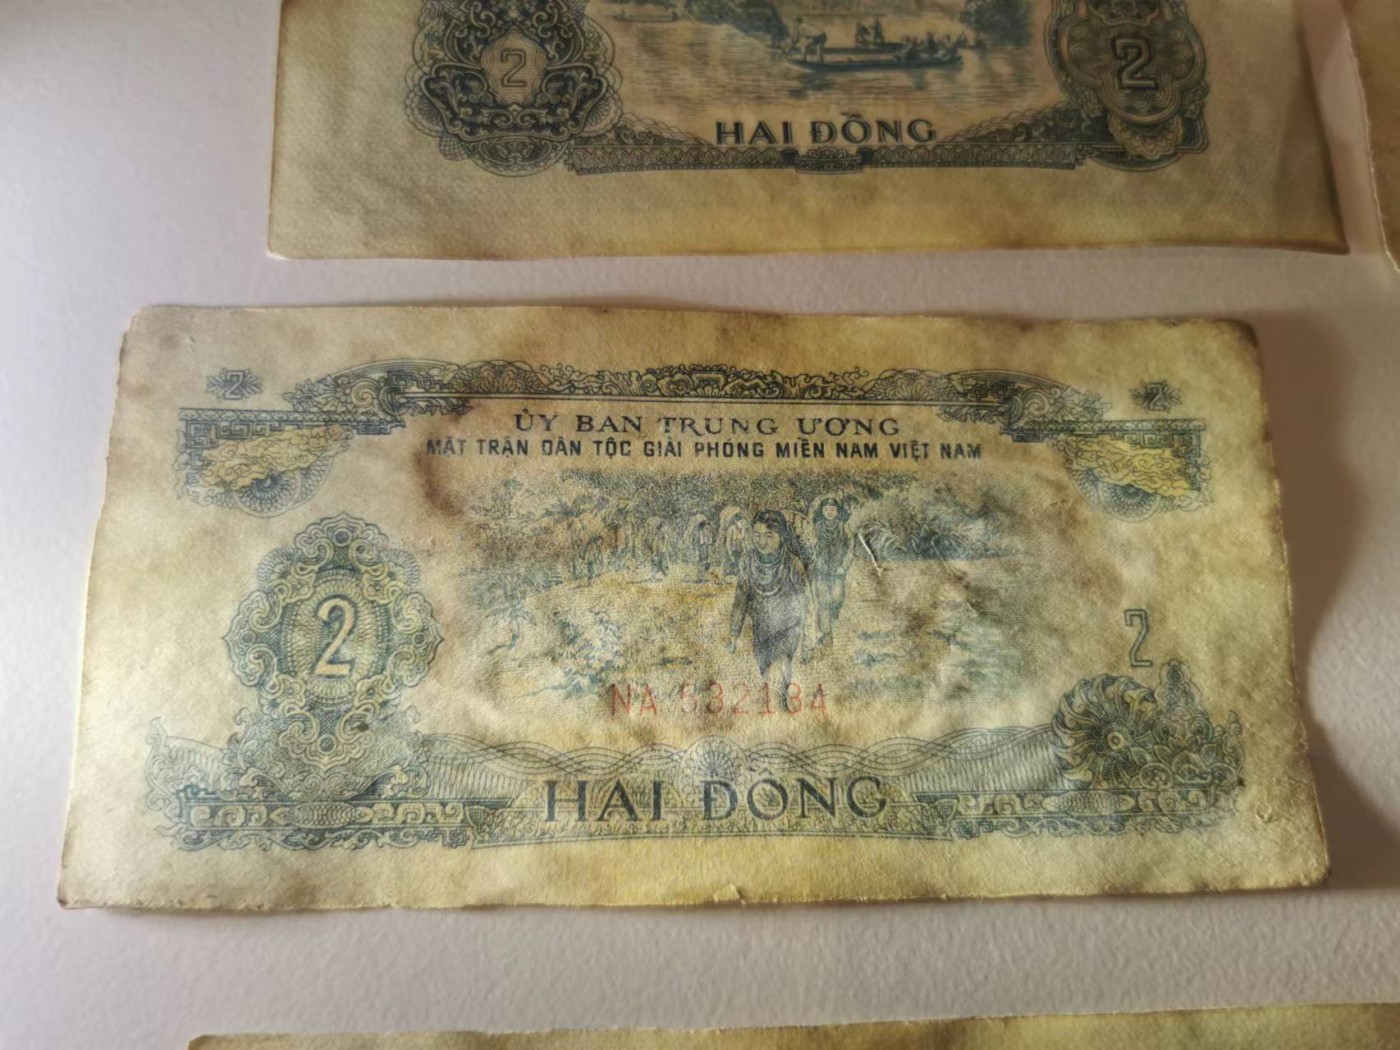 2 2
HAI ĐỒNG
2 2
ỦY BAN TRUNG ƯƠNG
MẶT TRẬN DÂN TỘC GIẢI PHÓNG MIỀN NAM VIỆT NAM
2 2
NA 532134
HAI ĐỒNG